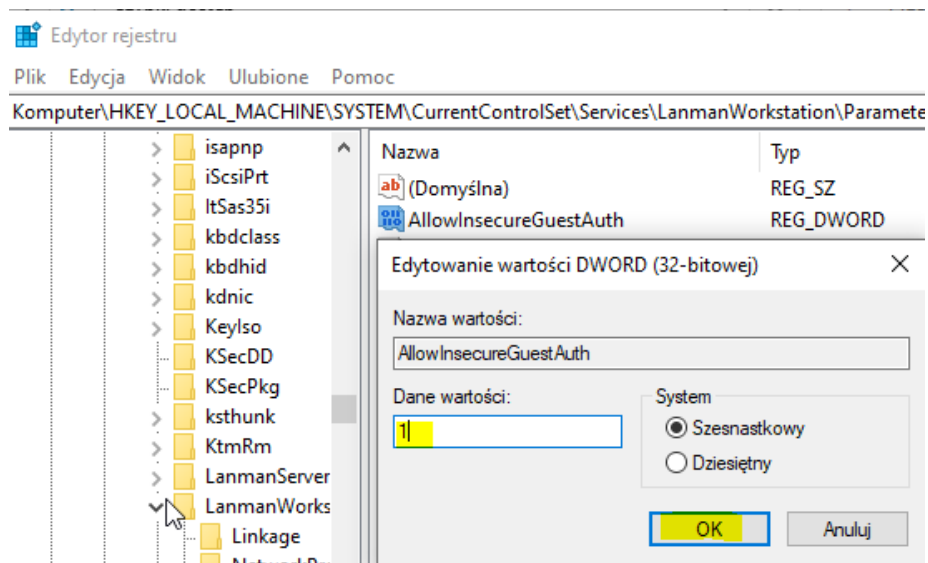 Edytor rejestru
Plik Edycja Widok Ulubione Pomoc
Komputer\HKEY_LOCAL_MACHINE\SYSTEM\CurrentControlSet\Services\LanmanWorkstation\Paramete
isapnp
iScsiPrt
ItSas35i
kbdclass
kbdhid
kdnic
KeyIso
KSecDD
KSecPkg
ksthunk
KtmRm
LanmanServer
LanmanWorks
Linkage
Nazwa Typ
ab (Domyślna) REG_SZ
AllowInsecureGuestAuth REG_DWORD
Edytowanie wartości DWORD (32-bitowej)
Nazwa wartości:
AllowInsecureGuestAuth
Dane wartości:
1
System
Szesnastkowy
Dziesiętny
OK Anuluj